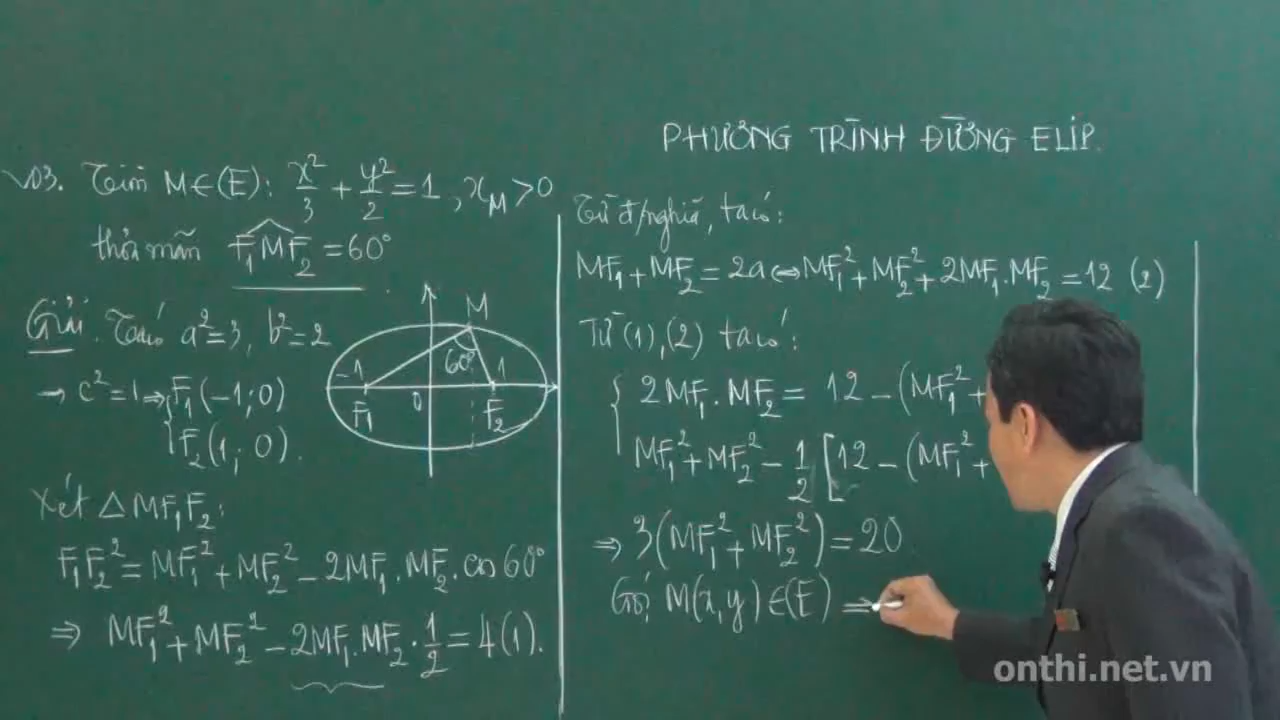 PHƯƠNG TRÌNH ĐƯỜNG ELÍP.
VD3. Tìm M∈(E): x²/3 + y²/2 = 1, x_M > 0
thỏa mãn F₁MF₂ = 60°
Giải. Ta có a² = 3, b² = 2
→ c² = 1 ⇒ { F₁(-1; 0)
F₂(1; 0).
M
60°
-1
1
F₁
0
F₂
Xét △MF₁F₂:
F₁F₂² = MF₁² + MF₂² - 2MF₁.MF₂.cos60°
⇒ MF₁² + MF₂² - 2MF₁.MF₂.1/2 = 4 (1).
Từ đ/nghĩa, ta có:
MF₁ + MF₂ = 2a ⇔ MF₁² + MF₂² + 2MF₁.MF₂ = 12 (2)
Từ (1), (2) ta có:
{ 2MF₁.MF₂ = 12 - (MF₁² +
MF₁² + MF₂² - 1/2 [12 - (MF₁² +
⇒ 3(MF₁² + MF₂²) = 20
Gọi M(x,y)∈(E) ⇒
onthi.net.vn